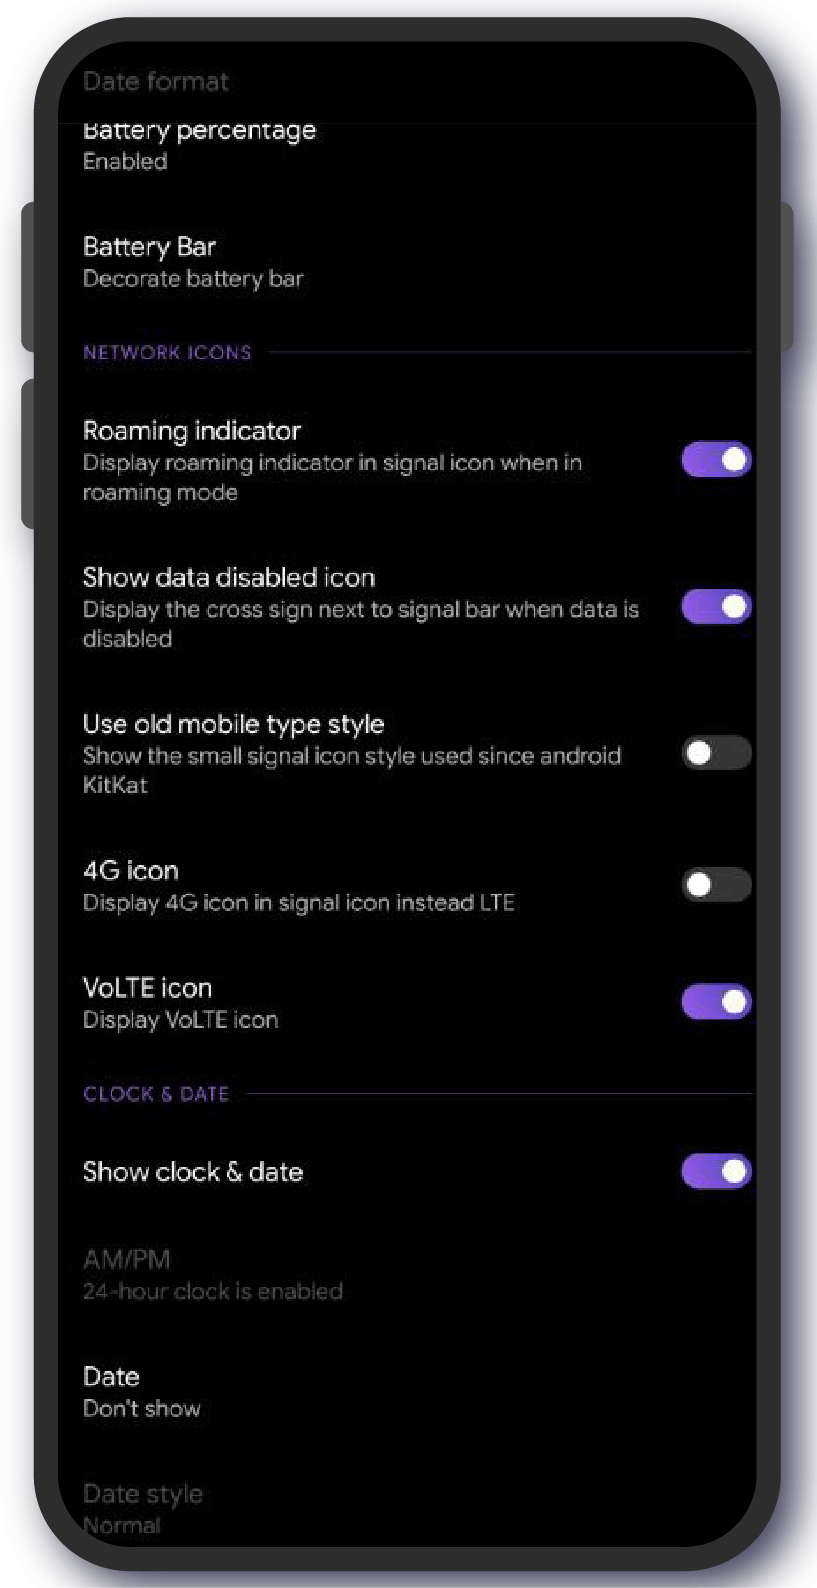 Date format
Battery percentage
Enabled
Battery Bar
Decorate battery bar
NETWORK ICONS
Roaming indicator
Display roaming indicator in signal icon when in
roaming mode
Show data disabled icon
Display the cross sign next to signal bar when data is
disabled
Use old mobile type style
Show the small signal icon style used since android
KitKat
4G icon
Display 4G icon in signal icon instead LTE
VoLTE icon
Display VoLTE icon
CLOCK & DATE
Show clock & date
AM/PM
24-hour clock is enabled
Date
Don't show
Date style
Normal